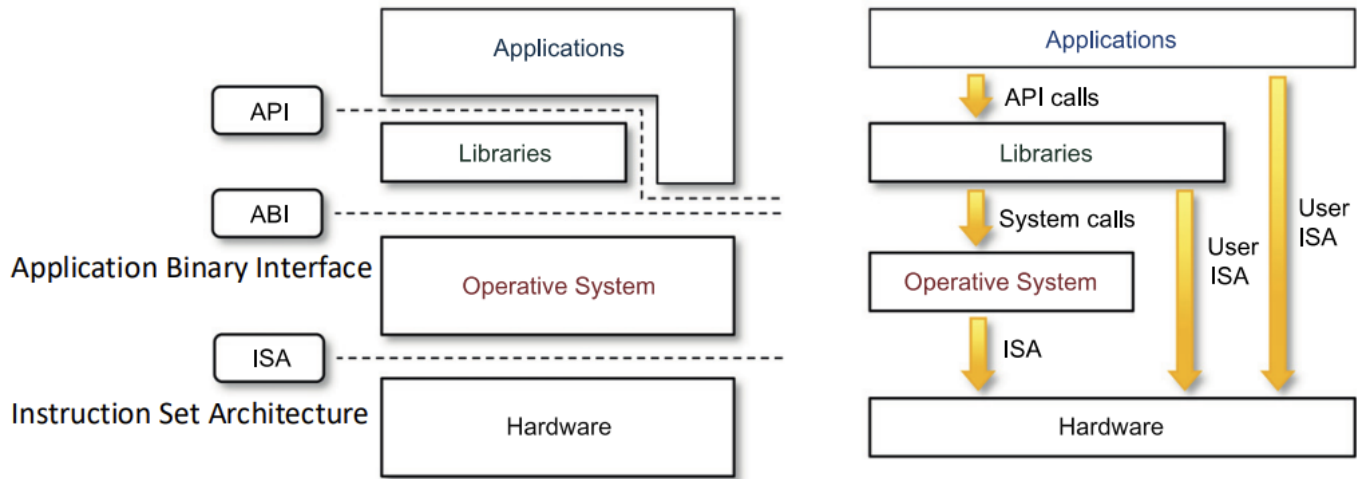 Applications
API
Libraries
ABI
Application Binary Interface
Operative System
ISA
Instruction Set Architecture
Hardware
Applications
API calls
Libraries
System calls
User
ISA
User
ISA
Operative System
ISA
Hardware